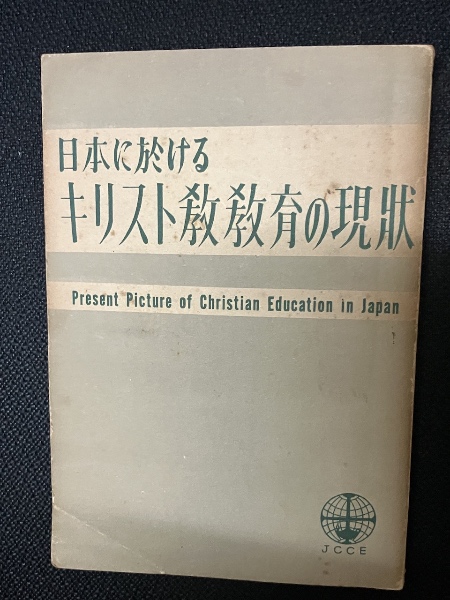 日本に於ける
キリスト教教育の現狀
Present Picture of Christian Education in Japan
JCCE